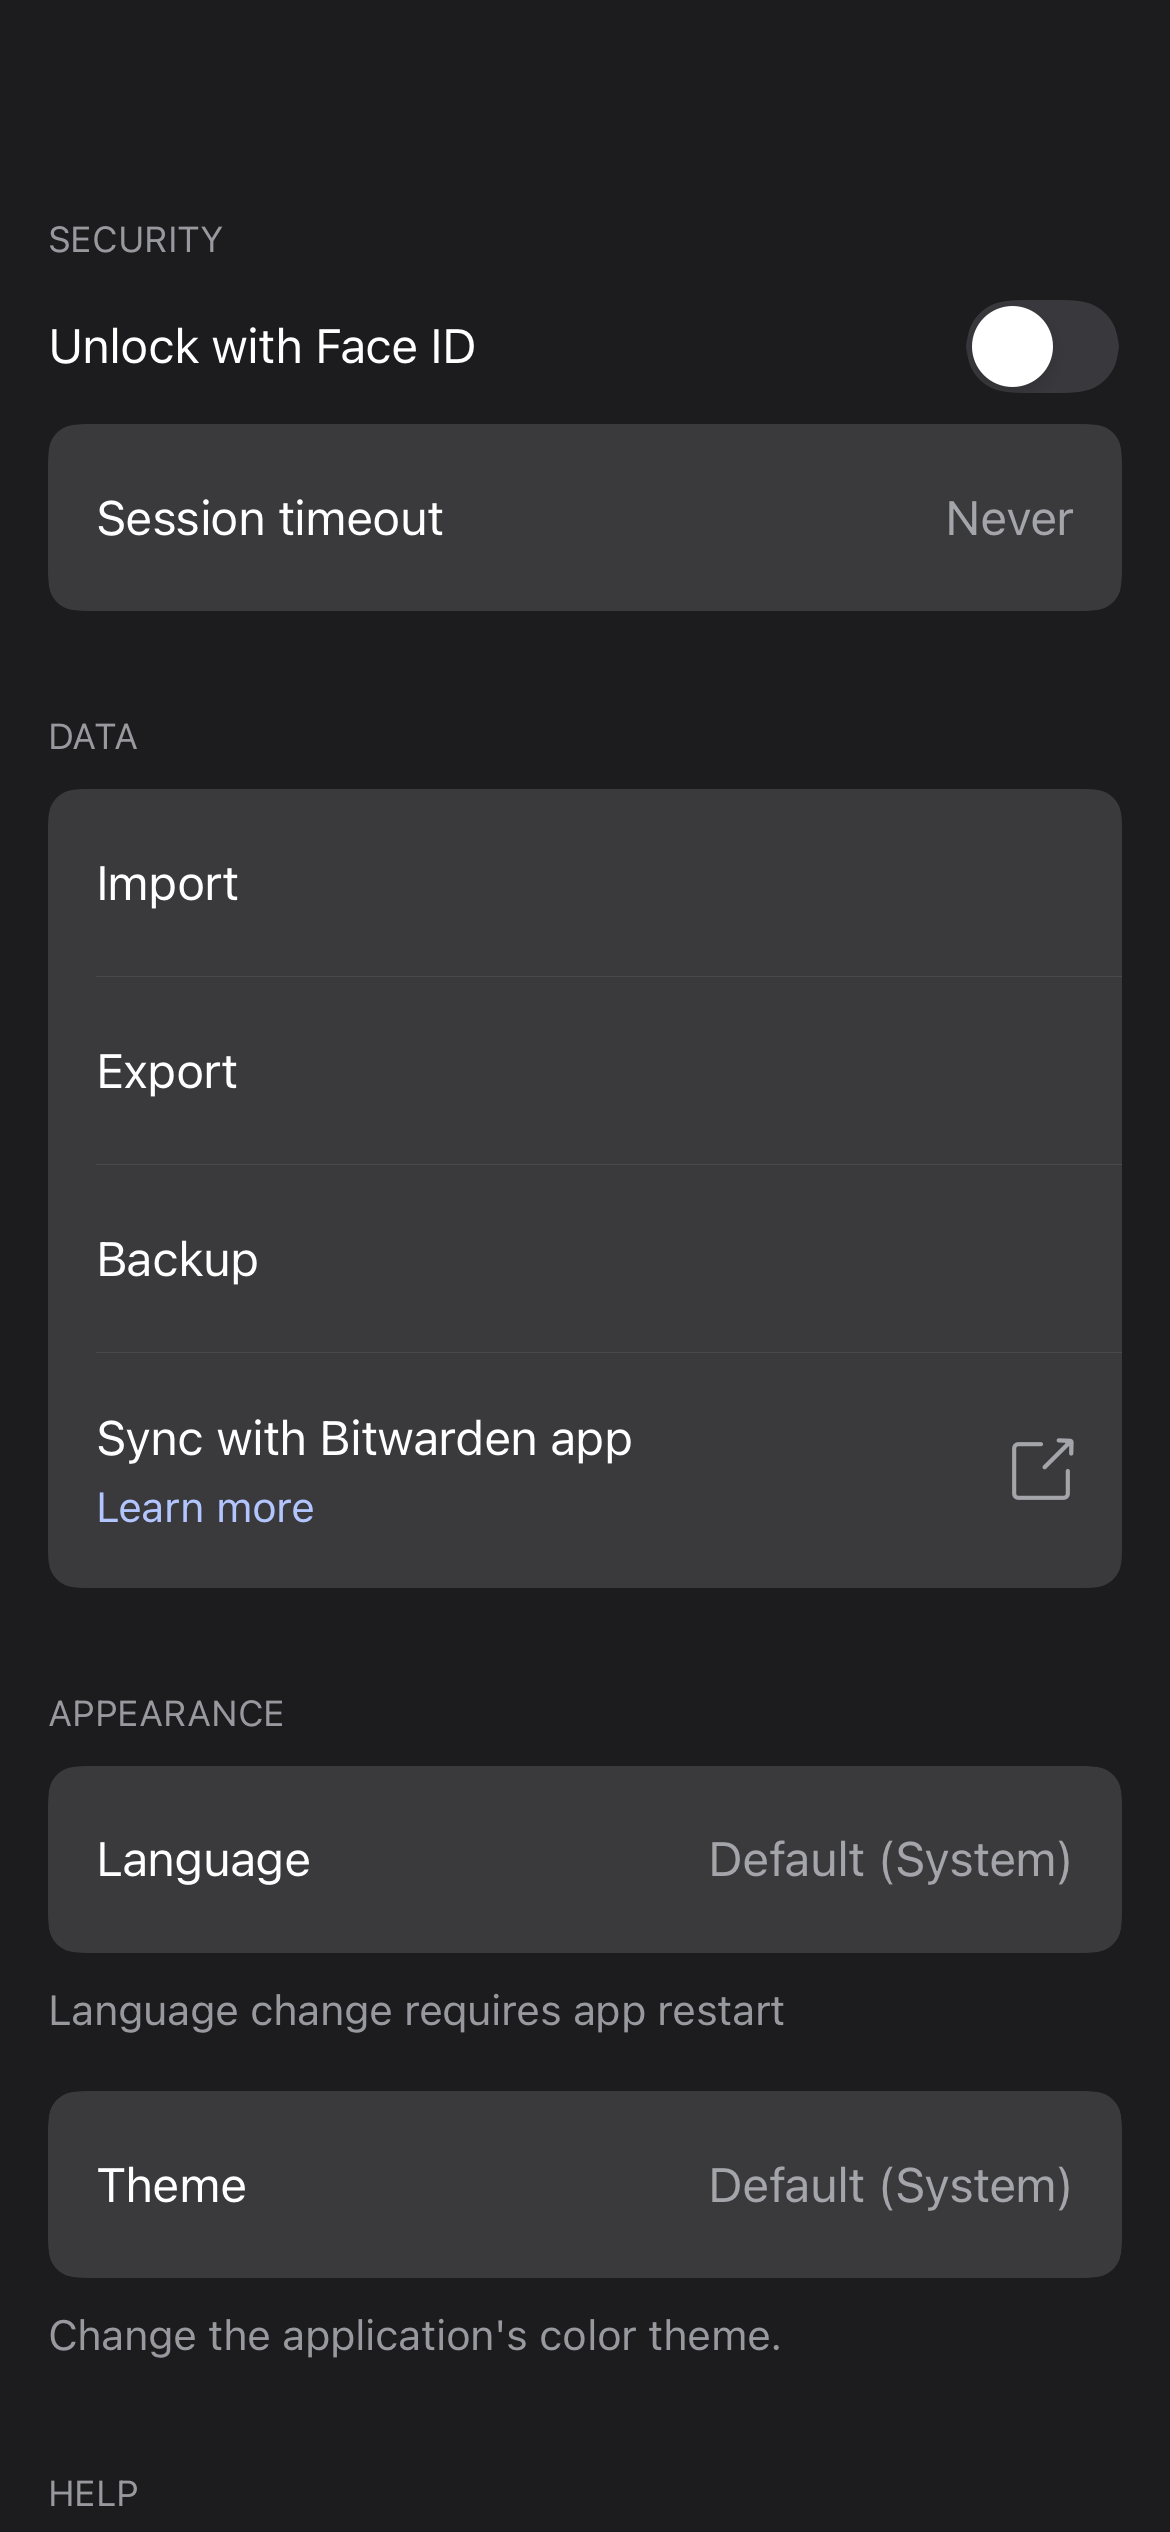 SECURITY
Unlock with Face ID
Session timeout Never
DATA
Import
Export
Backup
Sync with Bitwarden app
Learn more
APPEARANCE
Language Default (System)
Language change requires app restart
Theme Default (System)
Change the application's color theme.
HELP